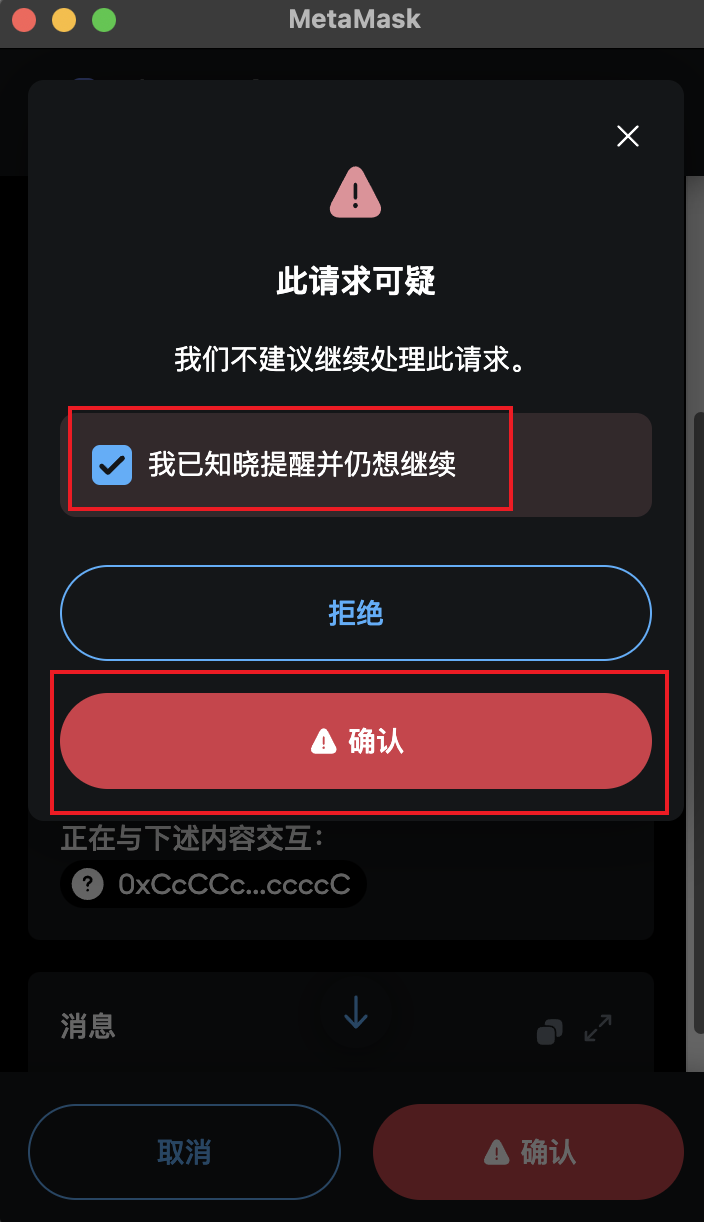 MetaMask
此请求可疑
我们不建议继续处理此请求。
我已知晓提醒并仍想继续
拒绝
确认
正在与下述内容交互：
0xCcCCc...ccccC
消息
取消
确认